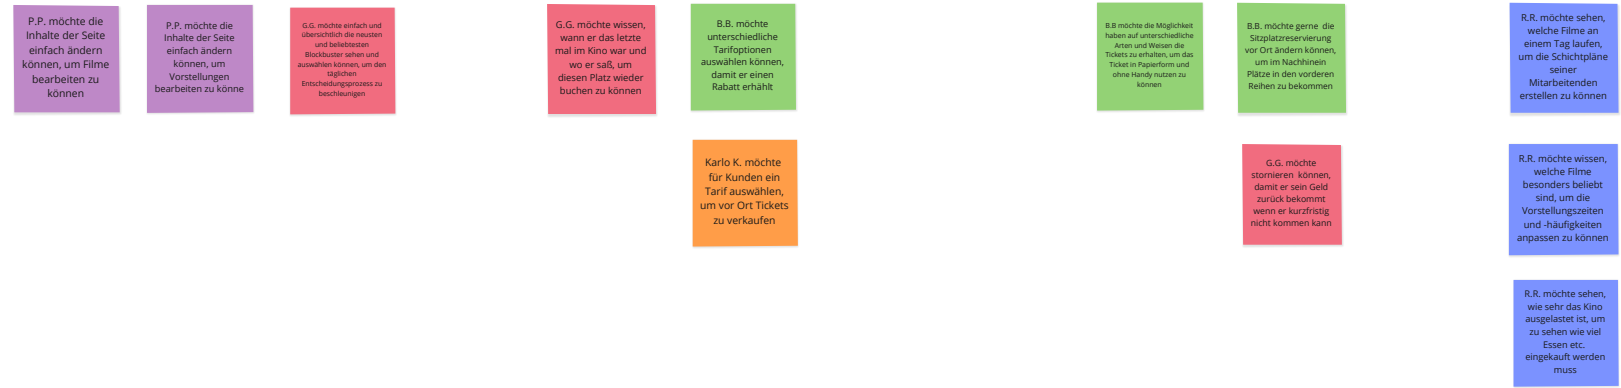 P.P. möchte die
Inhalte der Seite
einfach ändern
können, um Filme
bearbeiten zu
können
P.P. möchte die
Inhalte der Seite
einfach ändern
können, um
Vorstellungen
bearbeiten zu könne
G.G. möchte einfach und
übersichtlich die neusten
und beliebtesten
Blockbuster sehen und
auswählen können, um den
täglichen
Entscheidungsprozess zu
beschleunigen
G.G. möchte wissen,
wann er das letzte
mal im Kino war und
wo er saß, um
diesen Platz wieder
buchen zu können
B.B. möchte
unterschiedliche
Tarifoptionen
auswählen können,
damit er einen
Rabatt erhählt
B.B möchte die Möglichkeit
haben auf unterschiedliche
Arten und Weisen die
Tickets zu erhalten, um das
Ticket in Papierform und
ohne Handy nutzen zu
können
B.B. möchte gerne die
Sitzplatzreservierung
vor Ort ändern können,
um im Nachhinein
Plätze in den vorderen
Reihen zu bekommen
R.R. möchte sehen,
welche Filme an
einem Tag laufen,
um die Schichtpläne
seiner
Mitarbeitenden
erstellen zu können
Karlo K. möchte
für Kunden ein
Tarif auswählen,
um vor Ort Tickets
zu verkaufen
G.G. möchte
stornieren können,
damit er sein Geld
zurück bekommt
wenn er kurzfristig
nicht kommen kann
R.R. möchte wissen,
welche Filme
besonders beliebt
sind, um die
Vorstellungszeiten
und -häufigkeiten
anpassen zu können
R.R. möchte sehen,
wie sehr das Kino
ausgelastet ist, um
zu sehen wie viel
Essen etc.
eingekauft werden
muss